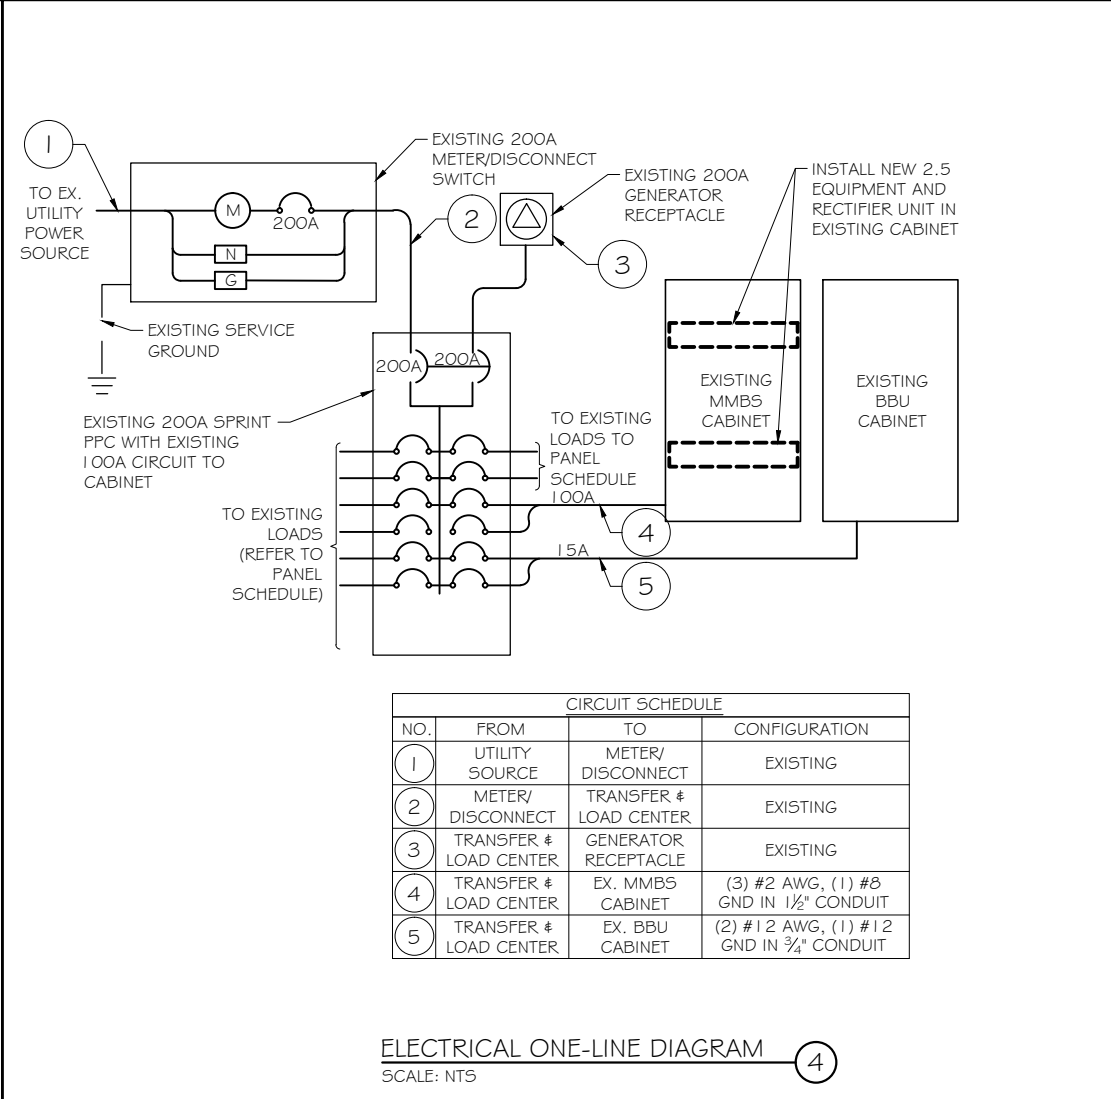 1
TO EX.
UTILITY
POWER
SOURCE
M
200A
N
G
EXISTING 200A
METER/DISCONNECT
SWITCH
2
EXISTING 200A
GENERATOR
RECEPTACLE
3
INSTALL NEW 2.5
EQUIPMENT AND
RECTIFIER UNIT IN
EXISTING CABINET
EXISTING SERVICE
GROUND
200A
200A
EXISTING 200A SPRINT
PPC WITH EXISTING
100A CIRCUIT TO
CABINET
TO EXISTING
LOADS TO
PANEL
SCHEDULE
100A
4
15A
5
TO EXISTING
LOADS
(REFER TO
PANEL
SCHEDULE)
EXISTING
MMBS
CABINET
EXISTING
BBU
CABINET
CIRCUIT SCHEDULE
NO. FROM TO CONFIGURATION
1 UTILITY SOURCE METER/ DISCONNECT EXISTING
2 METER/ DISCONNECT TRANSFER & LOAD CENTER EXISTING
3 TRANSFER & LOAD CENTER GENERATOR RECEPTACLE EXISTING
4 TRANSFER & LOAD CENTER EX. MMBS CABINET (3) #2 AWG, (1) #8 GND IN 1½" CONDUIT
5 TRANSFER & LOAD CENTER EX. BBU CABINET (2) #12 AWG, (1) #12 GND IN ¾" CONDUIT
ELECTRICAL ONE-LINE DIAGRAM 4
SCALE: NTS